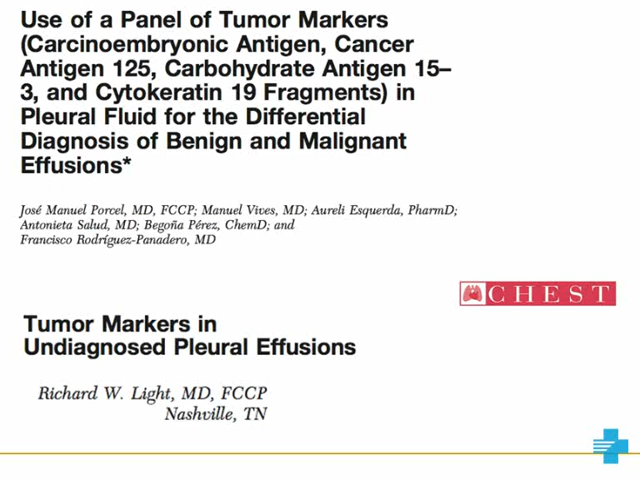 Use of a Panel of Tumor Markers
(Carcinoembryonic Antigen, Cancer
Antigen 125, Carbohydrate Antigen 15–
3, and Cytokeratin 19 Fragments) in
Pleural Fluid for the Differential
Diagnosis of Benign and Malignant
Effusions*
José Manuel Porcel, MD, FCCP; Manuel Vives, MD; Aureli Esquerda, PharmD;
Antonieta Salud, MD; Begoña Pérez, ChemD; and
Francisco Rodríguez-Panadero, MD
CHEST
Tumor Markers in
Undiagnosed Pleural Effusions
Richard W. Light, MD, FCCP
Nashville, TN